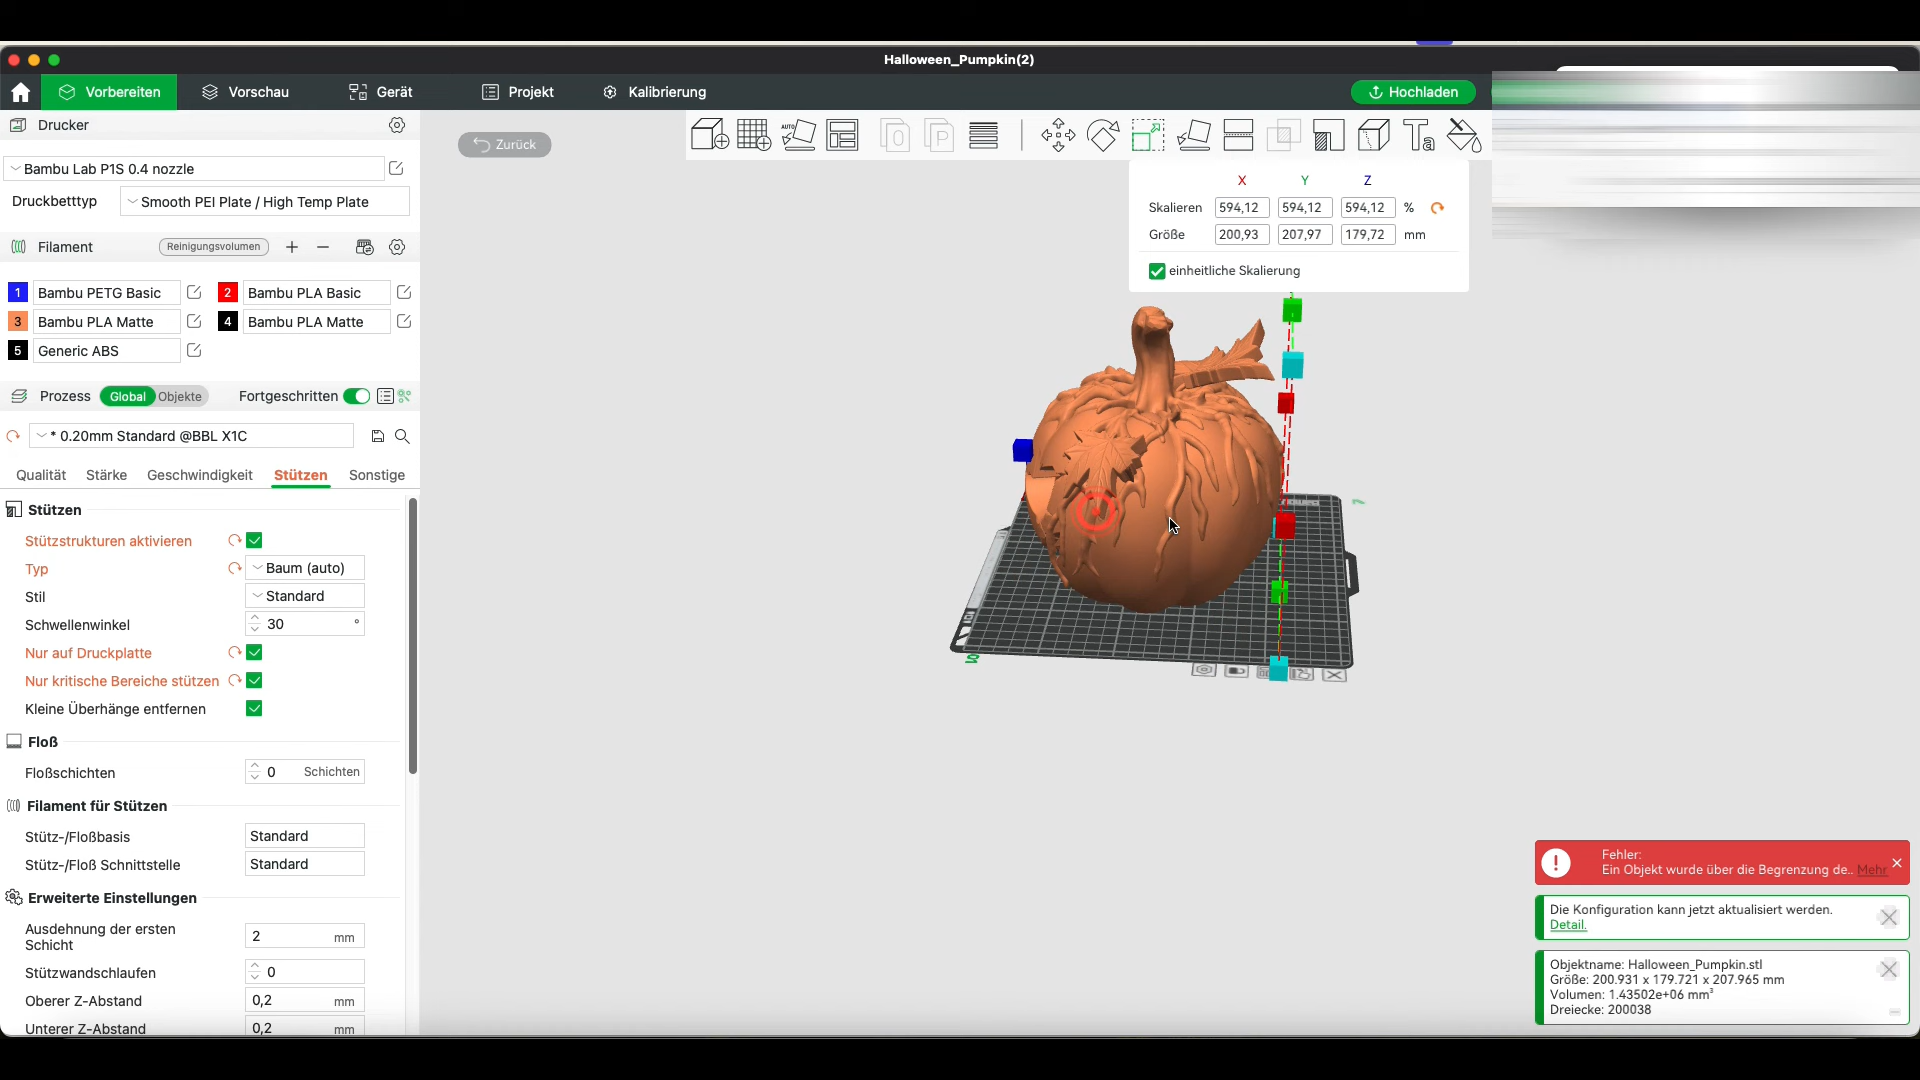 Halloween_Pumpkin(2)
Vorbereiten
Vorschau
Gerät
Projekt
Kalibrierung
Hochladen
Drucker
Zurück
AUTO
O
P
Ta
Bambu Lab P1S 0.4 nozzle
Druckbetttyp
Smooth PEI Plate / High Temp Plate
X Y Z
Skalieren 594,12 594,12 594,12 %
Größe 200,93 207,97 179,72 mm
einheitliche Skalierung
Filament
Reinigungsvolumen
1 Bambu PETG Basic
2 Bambu PLA Basic
3 Bambu PLA Matte
4 Bambu PLA Matte
5 Generic ABS
Prozess Global Objekte Fortgeschritten
* 0.20mm Standard @BBL X1C
Qualität Stärke Geschwindigkeit Stützen Sonstige
Stützen
Stützstrukturen aktivieren
Typ Baum (auto)
Stil Standard
Schwellenwinkel 30 °
Nur auf Druckplatte
Nur kritische Bereiche stützen
Kleine Überhänge entfernen
Floß
Floßschichten 0 Schichten
Filament für Stützen
Stütz-/Floßbasis Standard
Stütz-/Floß Schnittstelle Standard
Erweiterte Einstellungen
Ausdehnung der ersten
Schicht 2 mm
Stützwandschlaufen 0
Oberer Z-Abstand 0,2 mm
Unterer Z-Abstand 0,2 mm
Fehler:
Ein Objekt wurde über die Begrenzung de.. Mehr
Die Konfiguration kann jetzt aktualisiert werden.
Detail.
Objektname: Halloween_Pumpkin.stl
Größe: 200.931 x 179.721 x 207.965 mm
Volumen: 1.43502e+06 mm³
Dreiecke: 200038